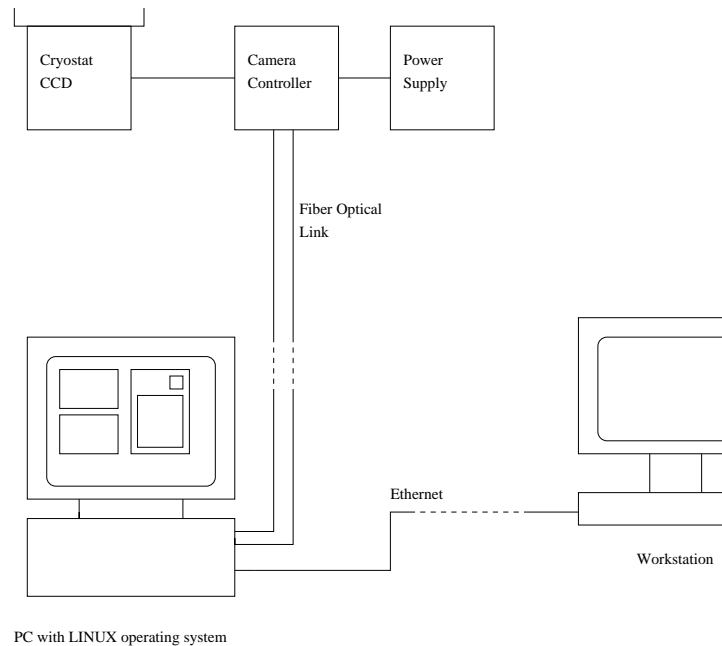 Cryostat
CCD
Camera
Controller
Power
Supply
Fiber Optical
Link
Ethernet
Workstation
PC with LINUX operating system